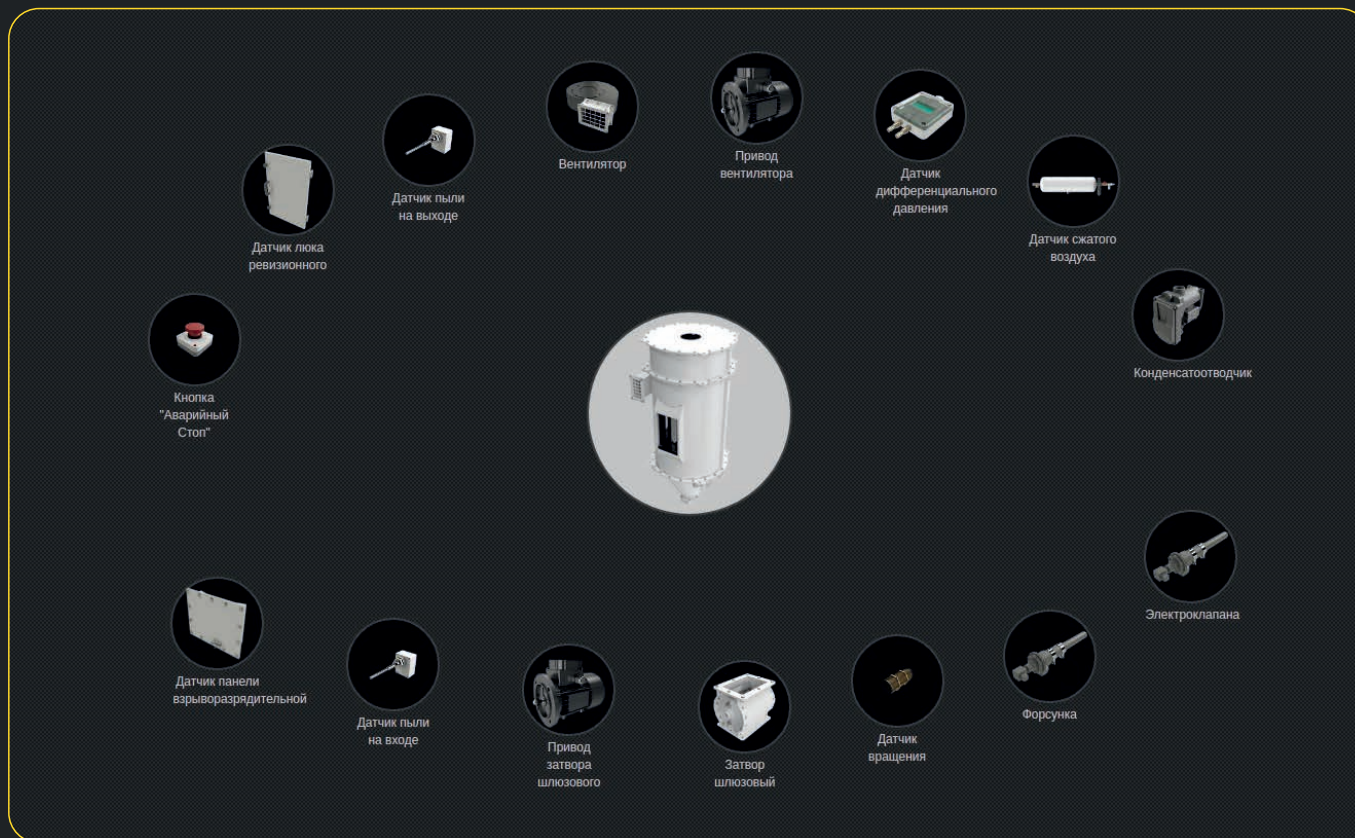 Вентилятор
Привод
вентилятора
Датчик
дифференциального
давления
Датчик пыли
на выходе
Датчик сжатого
воздуха
Датчик люка
ревизионного
Конденсатоотводчик
Кнопка
"Аварийный
Стоп"
Электроклапана
Датчик панели
взрыворазрядительной
Форсунка
Датчик пыли
на входе
Датчик
вращения
Привод
затвора
шлюзового
Затвор
шлюзовый